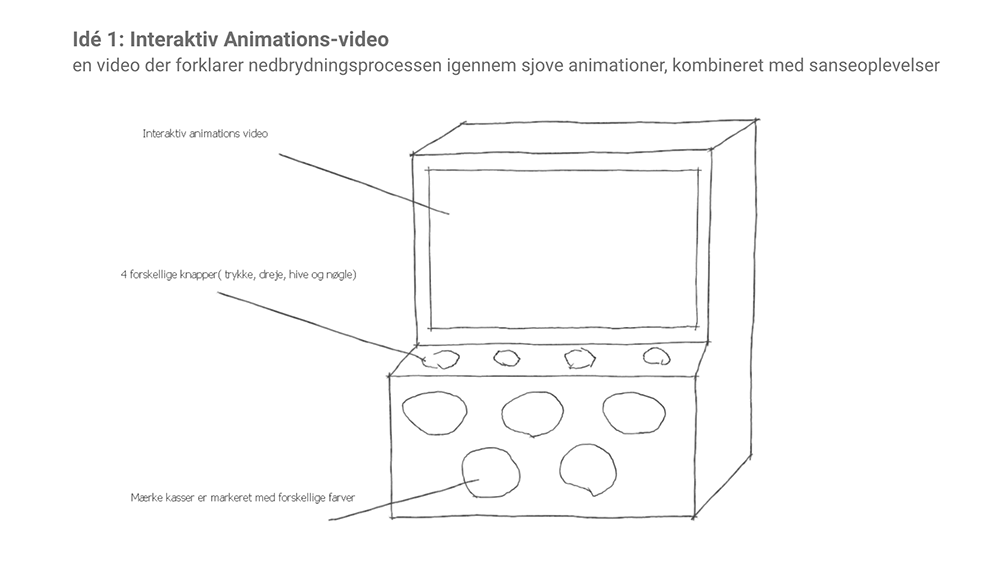 Idé 1: Interaktiv Animations-video
en video der forklarer nedbrydningsprocessen igennem sjove animationer, kombineret med sanseoplevelser
Interaktiv animations video
4 forskellige knapper( trykke, dreje, hive og nøgle)
Mærke kasser er markeret med forskellige farver